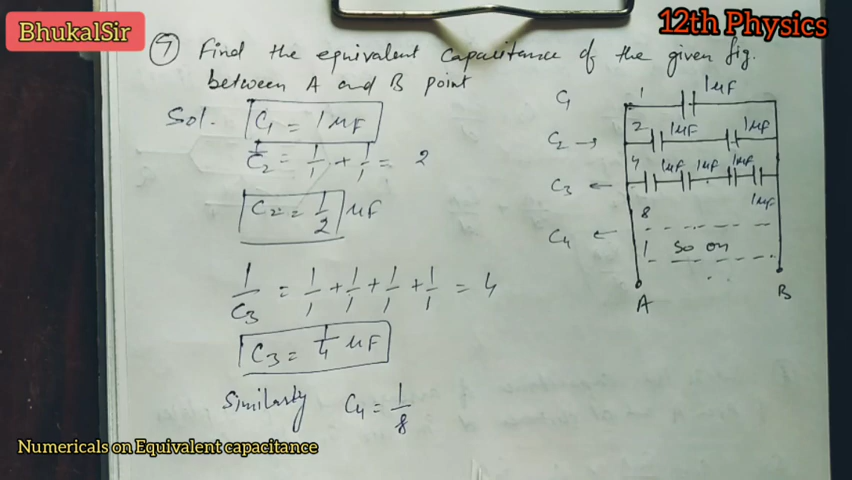 BhukalSir
12th Physics
7 Find the equivalent capacitance of the given fig.
between A and B point
Sol. C₁ = 1 μF
1/C₂ = 1/1 + 1/1 = 2
C₂ = 1/2 μF
1/C₃ = 1/1 + 1/1 + 1/1 + 1/1 = 4
C₃ = 1/4 μF
Similarly C₄ = 1/8
C₁ 1 1μF
C₂ → 2 1μF 1μF
C₃ ← 4 1μF 1μF 1μF 1μF
C₄ ← 8
so on
A B
Numericals on Equivalent capacitance